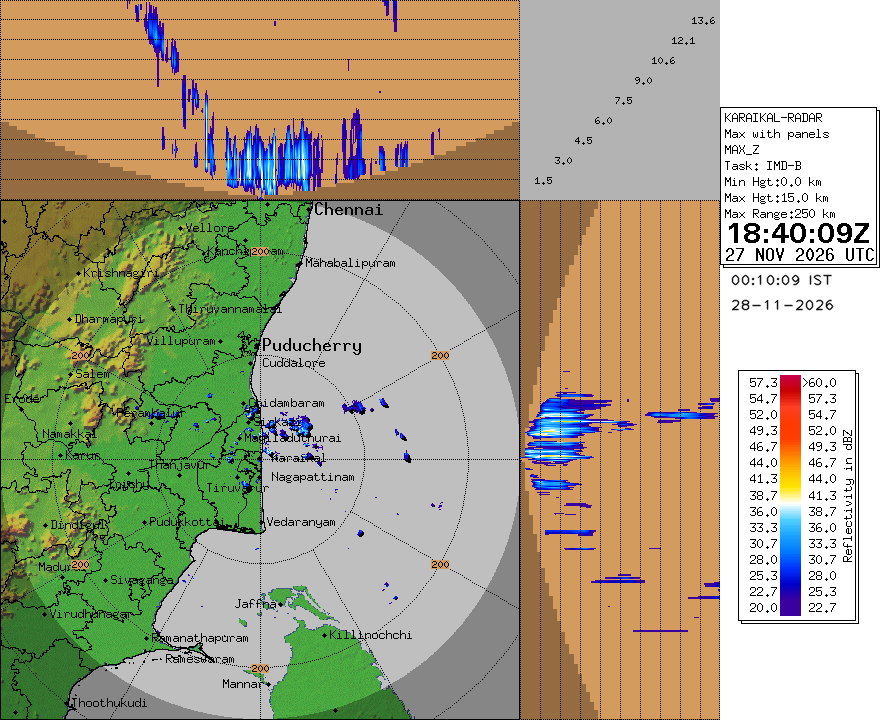 13.6
12.1
10.6
9.0
7.5
6.0
4.5
3.0
1.5
KARAIKAL-RADAR
Max with panels
MAX_Z
Task: IMD-B
Min Hgt:0.0 km
Max Hgt:15.0 km
Max Range:250 km
18:40:09Z
27 NOV 2026 UTC
00:10:09 IST
28-11-2026
Chennai
Vellore
200
Mahabalipuram
Krishnagiri
Thiruvannamalai
Dharmapuri
Villupuram
Puducherry
200
200
Cuddalore
Salem
Chidambaram
Perambalur
Namakkal
Mayiladuthurai
Karur
Karaikal
Thanjavur
Nagapattinam
Tiruvarur
Dindigul
Pudukkottai
Vedaranyam
200
200
Sivaganga
Jaffna
Virudhunagar
Ramanathapuram
Killinochchi
Rameswaram
200
Mannar
Thoothukudi
57.3 >60.0
54.7 57.3
52.0 54.7
49.3 52.0
46.7 49.3
44.0 46.7
41.3 44.0
38.7 41.3
36.0 38.7
33.3 36.0
30.7 33.3
28.0 30.7
25.3 28.0
22.7 25.3
20.0 22.7
Reflectivity in dBZ